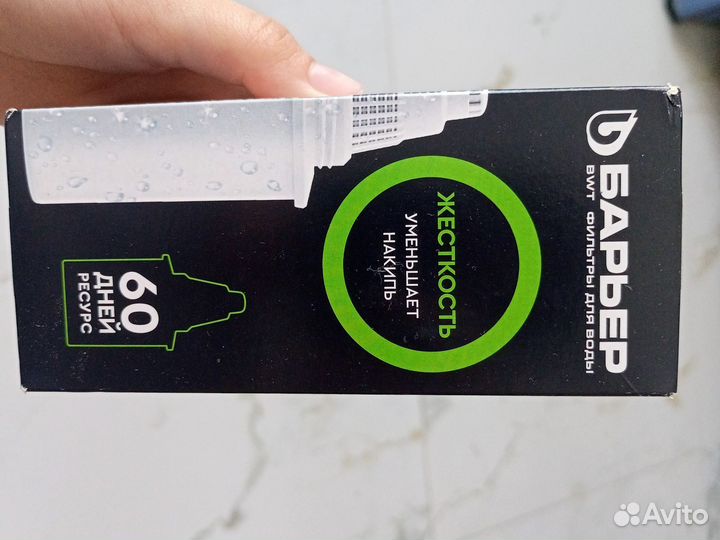 БАРЬЕР
BWT ФИЛЬТРЫ ДЛЯ ВОДЫ
ЖЕСТКОСТЬ
УМЕНЬШАЕТ
НАКИПЬ
60
ДНЕЙ
РЕСУРС
Avito